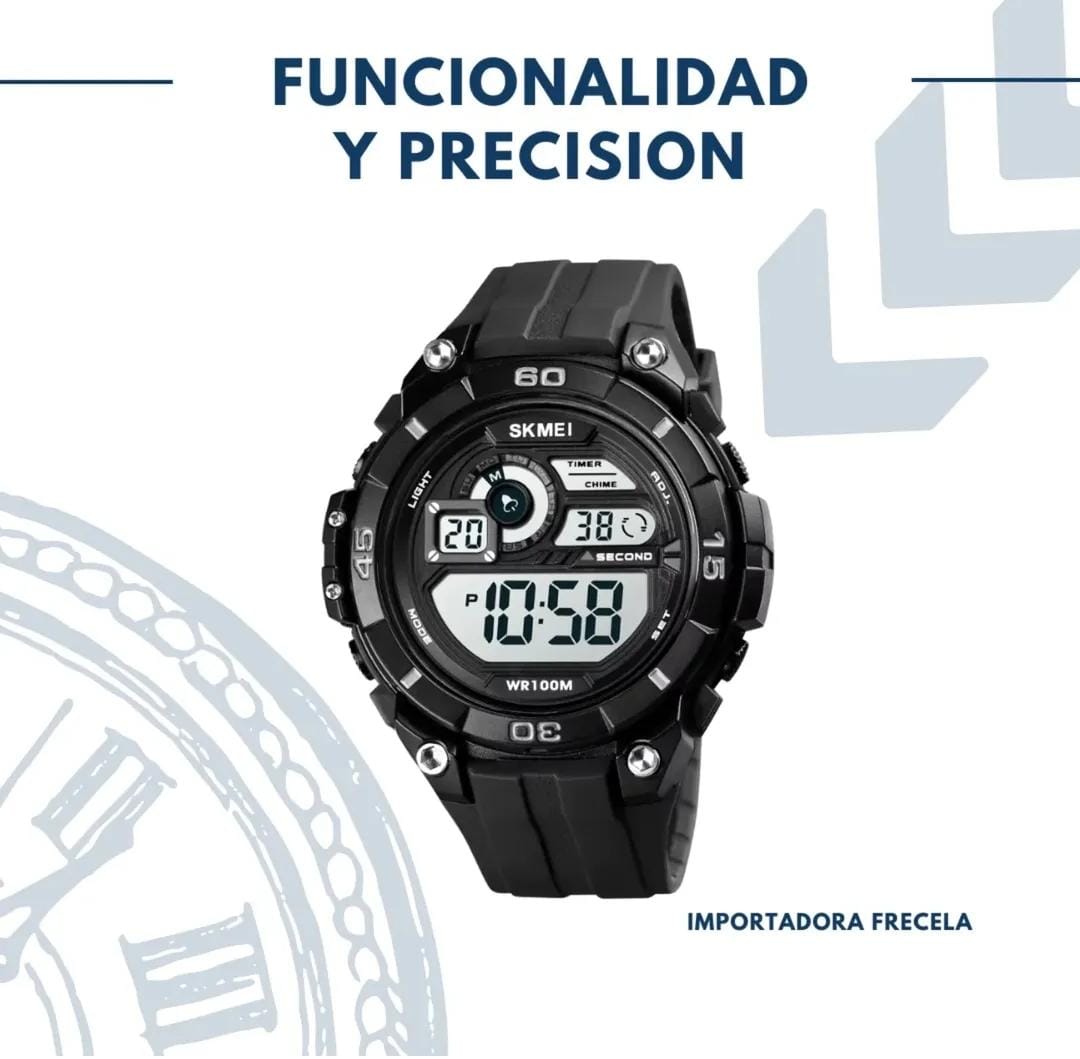 FUNCIONALIDAD
Y PRECISION
60
SKMEI
LIGHT
M
TIMER
CHIME
ADJ.
20
38
45
SECOND
15
P 10:58
MODE
SET
WR100M
30
IMPORTADORA FRECELA